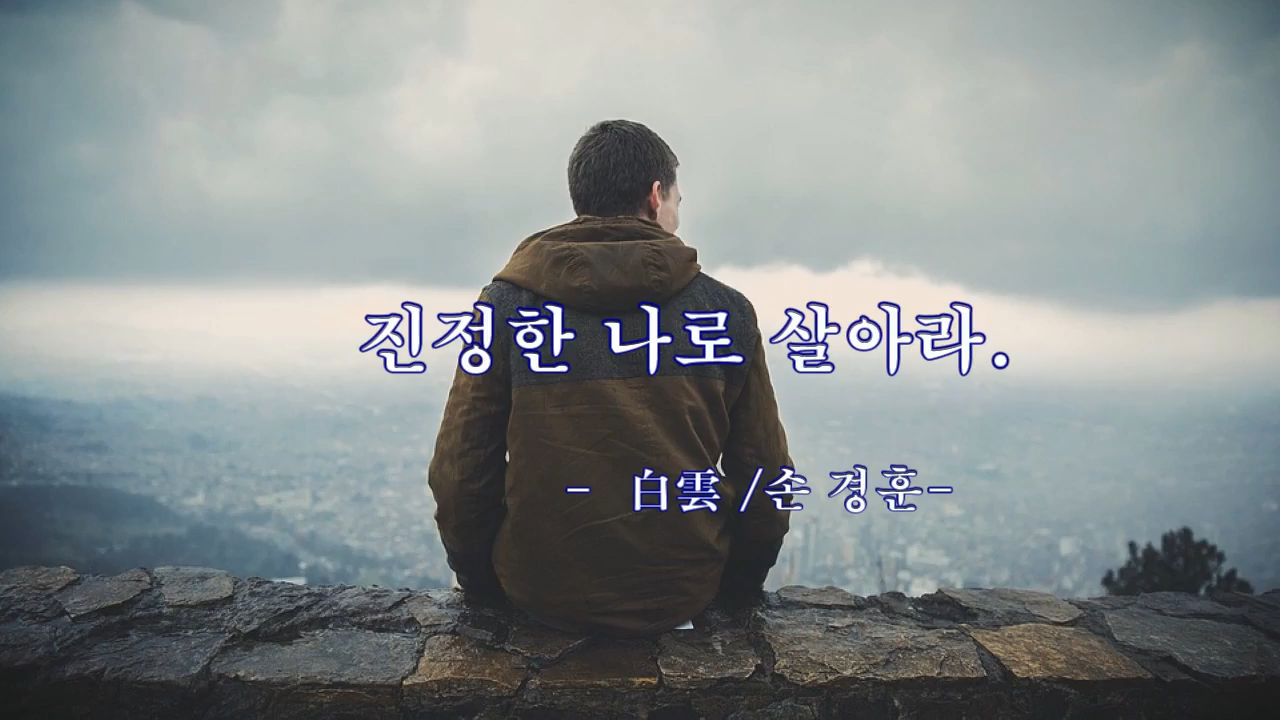 진정한 나로 살아라.
- 白雲 /손 경훈-